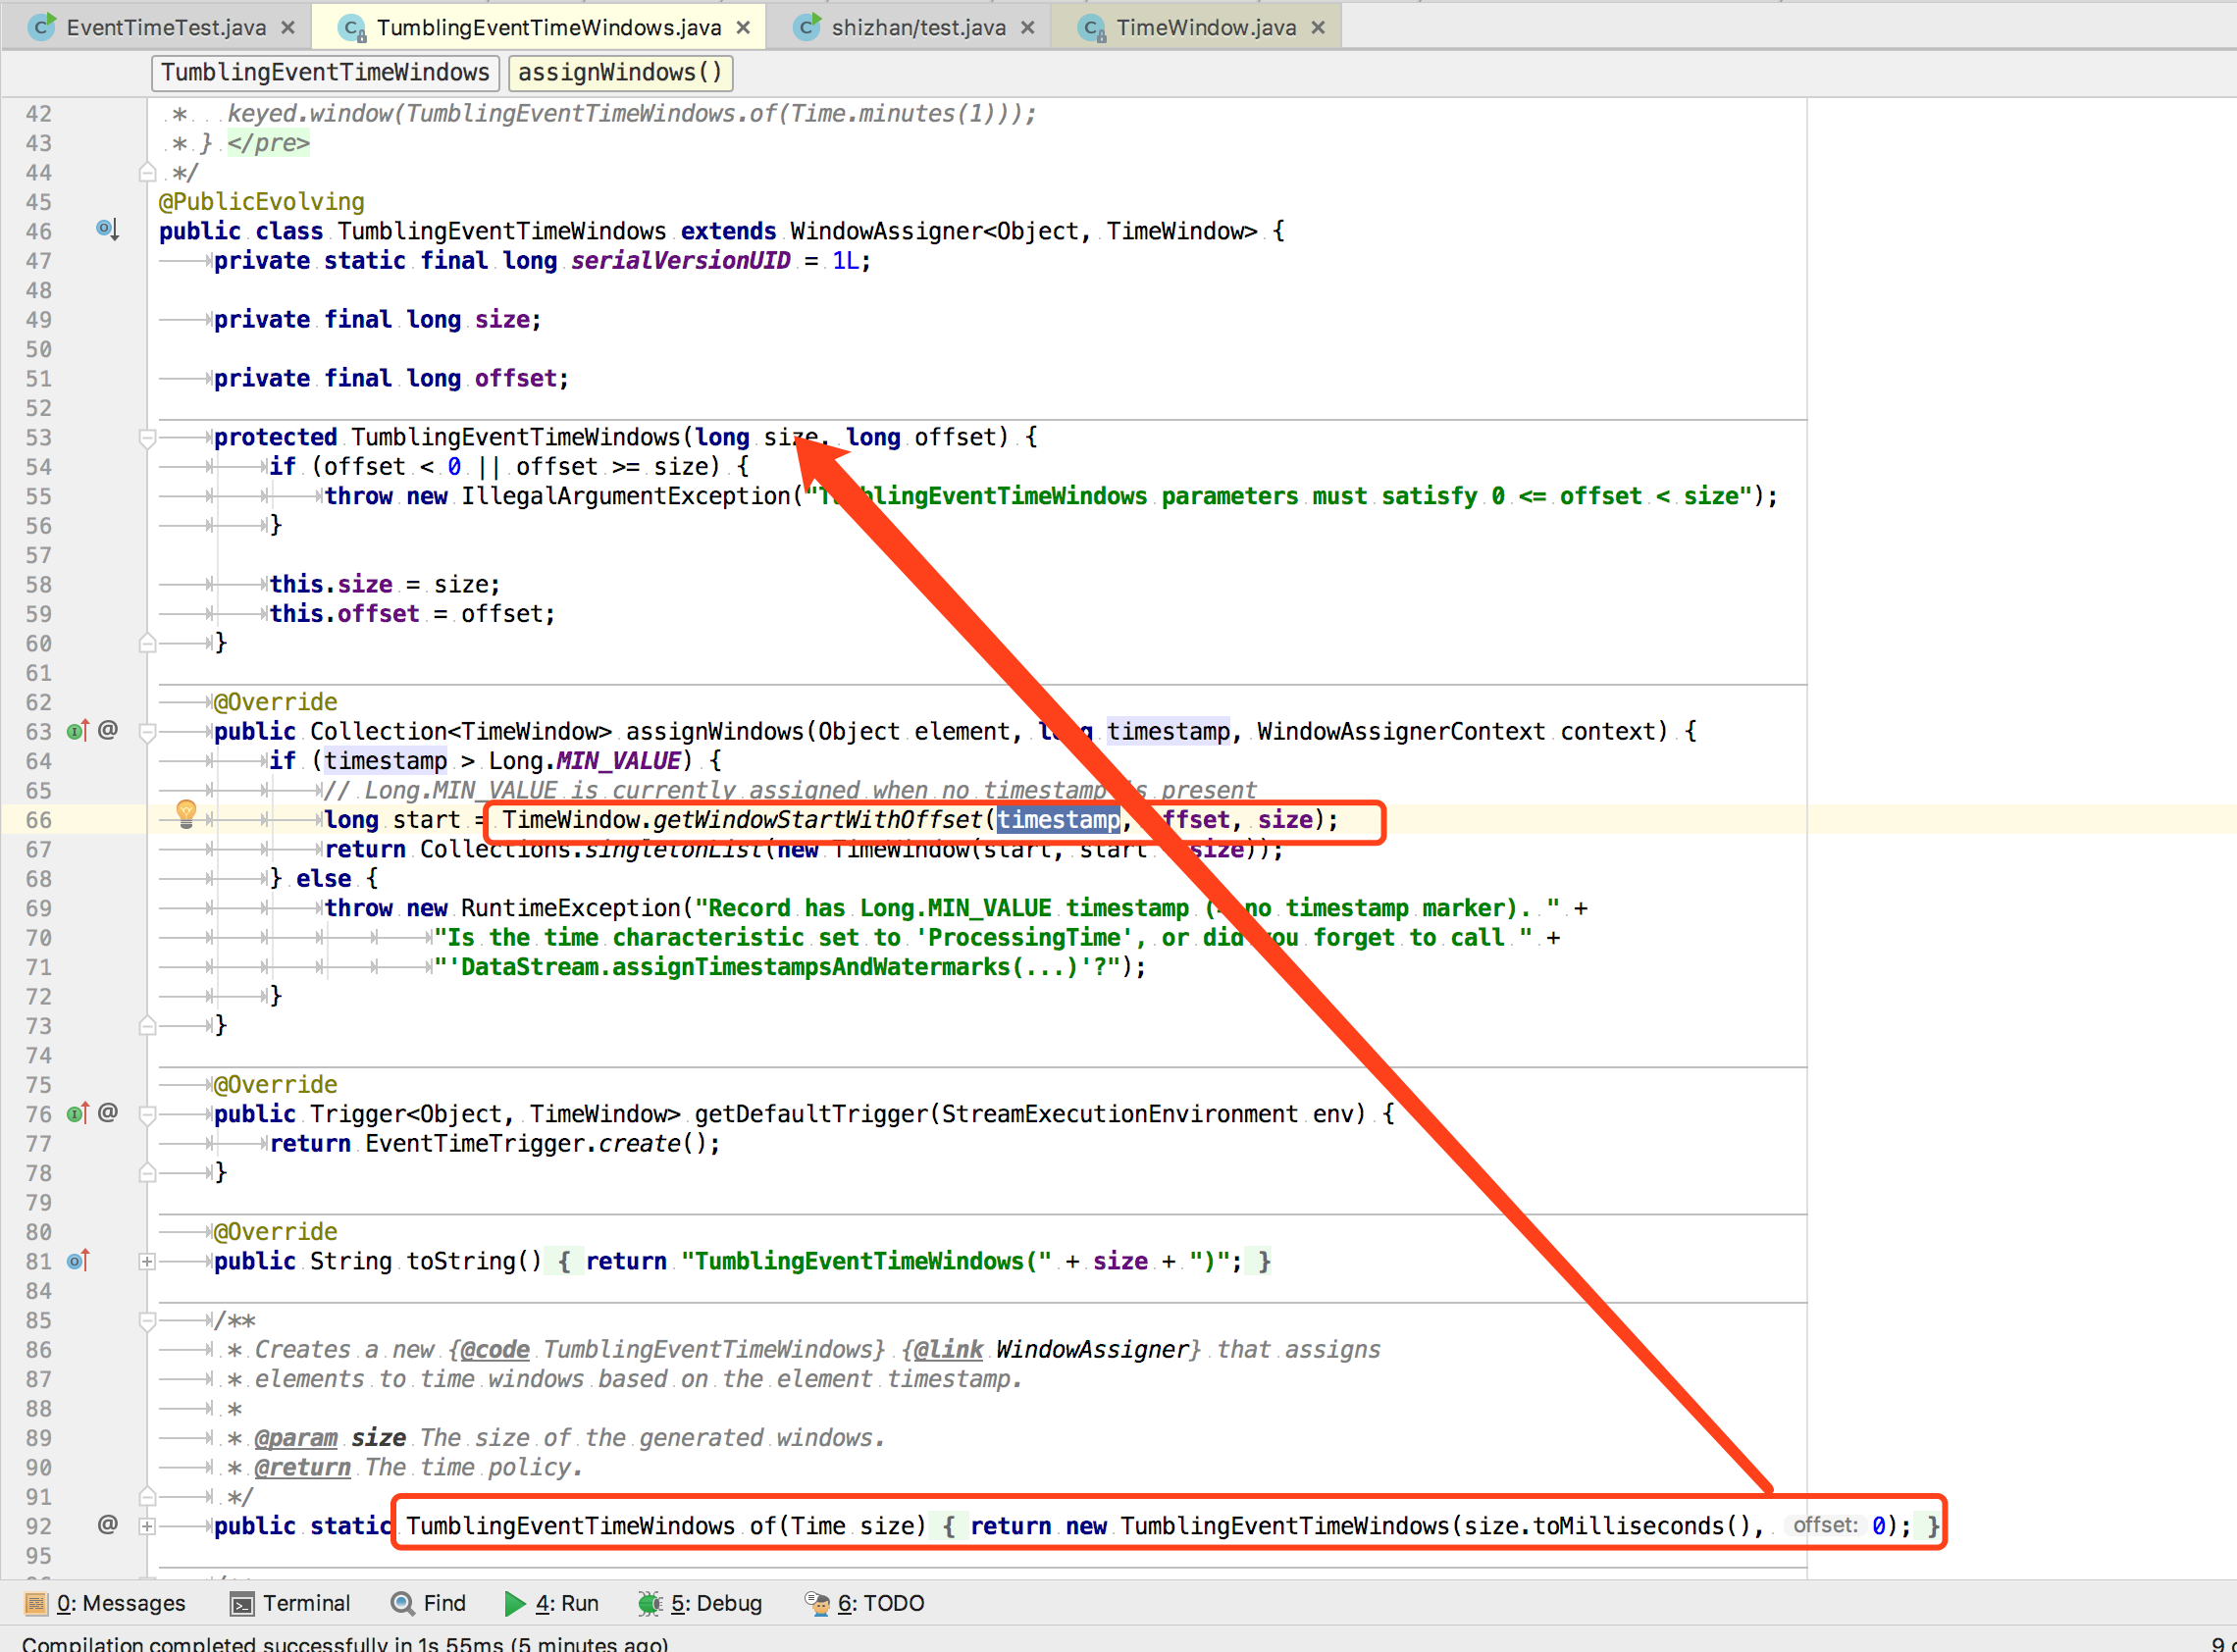 EventTimeTest.java TumblingEventTimeWindows.java shizhan/test.java TimeWindow.java
TumblingEventTimeWindows assignWindows()
42 * keyed.window(TumblingEventTimeWindows.of(Time.minutes(1)));
43 * } </pre>
44 */
45 @PublicEvolving
46 public class TumblingEventTimeWindows extends WindowAssigner<Object, TimeWindow> {
47 private static final long serialVersionUID = 1L;
48
49 private final long size;
50
51 private final long offset;
52
53 protected TumblingEventTimeWindows(long size, long offset) {
54 if (offset < 0 || offset >= size) {
55 throw new IllegalArgumentException("TumblingEventTimeWindows parameters must satisfy 0 <= offset < size");
56 }
57
58 this.size = size;
59 this.offset = offset;
60 }
61
62 @Override
63 public Collection<TimeWindow> assignWindows(Object element, long timestamp, WindowAssignerContext context) {
64 if (timestamp > Long.MIN_VALUE) {
65 // Long.MIN_VALUE is currently assigned when no timestamp is present
66 long start = TimeWindow.getWindowStartWithOffset(timestamp, offset, size);
67 return Collections.singletonList(new TimeWindow(start, start size));
68 } else {
69 throw new RuntimeException("Record has Long.MIN_VALUE timestamp (= no timestamp marker). " +
70 "Is the time characteristic set to 'ProcessingTime', or did you forget to call " +
71 "'DataStream.assignTimestampsAndWatermarks(...)'?");
72 }
73 }
74
75 @Override
76 public Trigger<Object, TimeWindow> getDefaultTrigger(StreamExecutionEnvironment env) {
77 return EventTimeTrigger.create();
78 }
79
80 @Override
81 public String toString() { return "TumblingEventTimeWindows(" + size + ")"; }
84
85 /**
86 * Creates a new {@code TumblingEventTimeWindows} {@link WindowAssigner} that assigns
87 * elements to time windows based on the element timestamp.
88 *
89 * @param size The size of the generated windows.
90 * @return The time policy.
91 */
92 public static TumblingEventTimeWindows of(Time size) { return new TumblingEventTimeWindows(size.toMilliseconds(), offset: 0); }
95
0: Messages Terminal Find 4: Run 5: Debug 6: TODO
Compilation completed successfully in 1s 55ms (5 minutes ago)